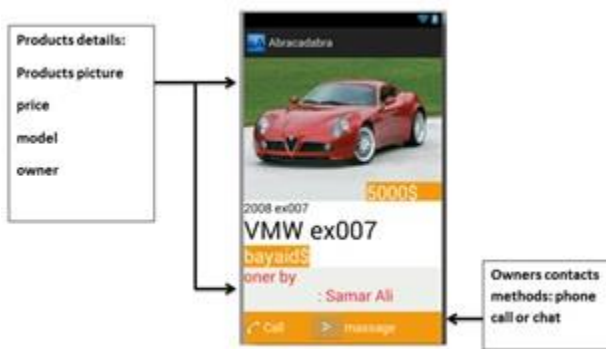 Products details:
Products picture
price
model
owner
Abracadabra
5000$
2008 ex007
VMW ex007
bayaid$
oner by
: Samar Ali
Call
massage
Owners contacts
methods: phone
call or chat